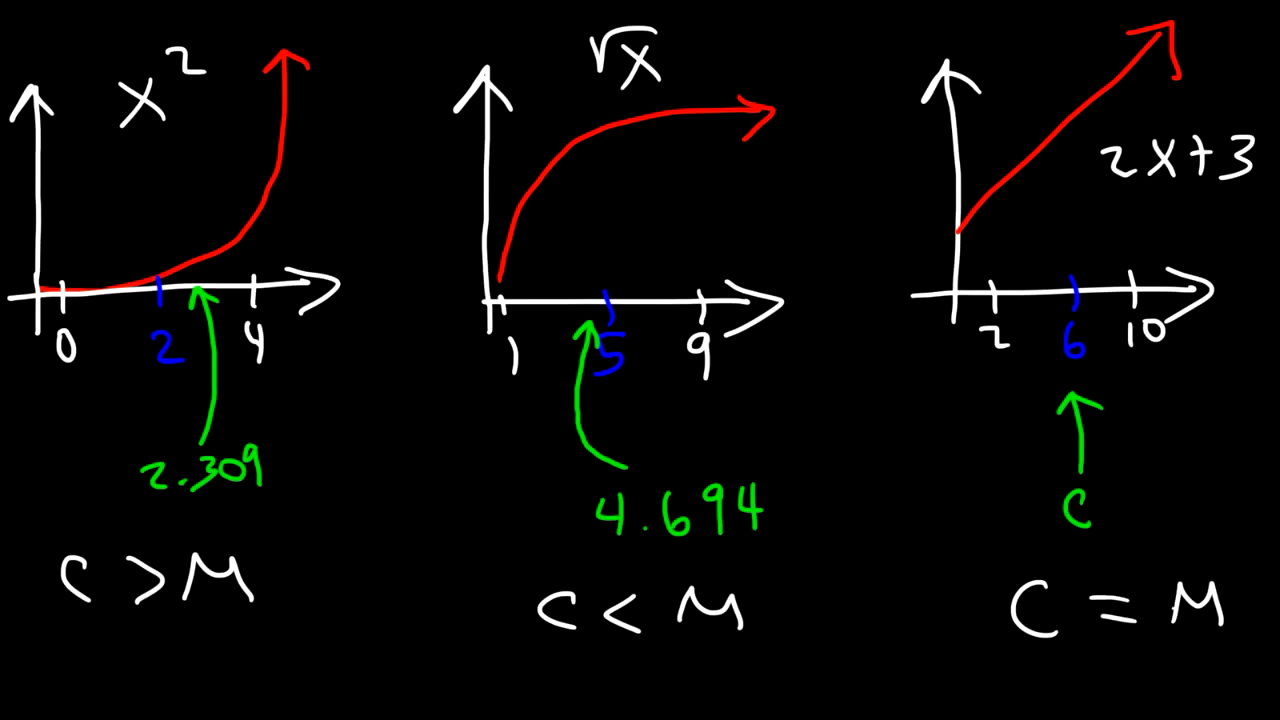 x²
0 2 4
2.309
C > M
√x
1 5 9
4.694
C < M
2x+3
2 6 10
C
C = M